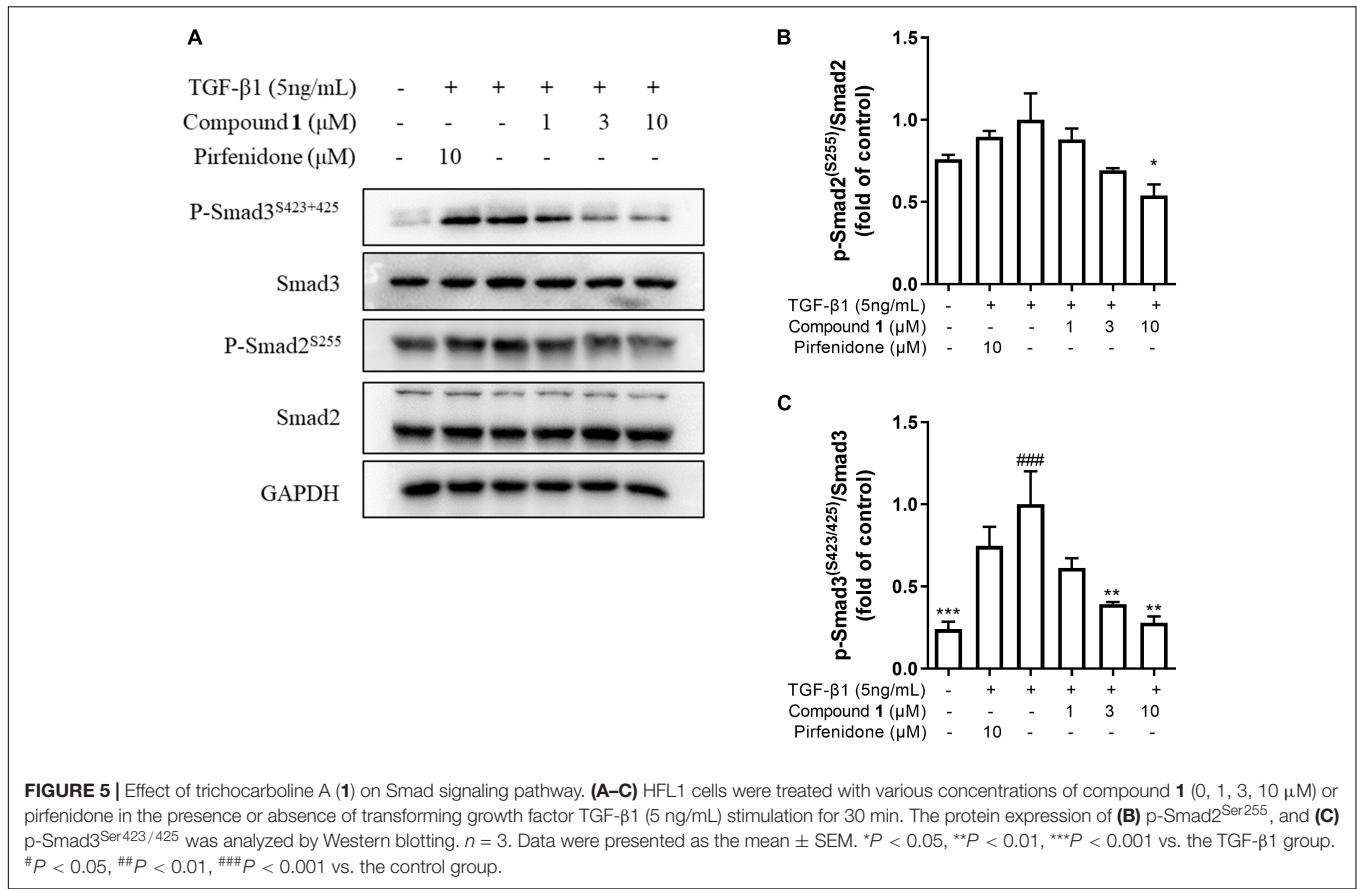 A
TGF-β1 (5ng/mL) - + + + + +
Compound 1 (μM) - - - 1 3 10
Pirfenidone (μM) - 10 - - - -
P-Smad3S423+425
Smad3
P-Smad2S255
Smad2
GAPDH
B
p-Smad2(S255)/Smad2
(fold of control)
1.5
1.0
0.5
0.0
*
TGF-β1 (5ng/mL) - + + + + +
Compound 1 (μM) - - - 1 3 10
Pirfenidone (μM) - 10 - - - -
C
p-Smad3(S423/425)/Smad3
(fold of control)
1.5
1.0
0.5
0.0
*** ### ** **
TGF-β1 (5ng/mL) - + + + + +
Compound 1 (μM) - - - 1 3 10
Pirfenidone (μM) - 10 - - - -
FIGURE 5 | Effect of trichocarboline A (1) on Smad signaling pathway. (A–C) HFL1 cells were treated with various concentrations of compound 1 (0, 1, 3, 10 μM) or
pirfenidone in the presence or absence of transforming growth factor TGF-β1 (5 ng/mL) stimulation for 30 min. The protein expression of (B) p-Smad2Ser255, and (C)
p-Smad3Ser423/425 was analyzed by Western blotting. n = 3. Data were presented as the mean ± SEM. *P < 0.05, **P < 0.01, ***P < 0.001 vs. the TGF-β1 group.
#P < 0.05, ##P < 0.01, ###P < 0.001 vs. the control group.